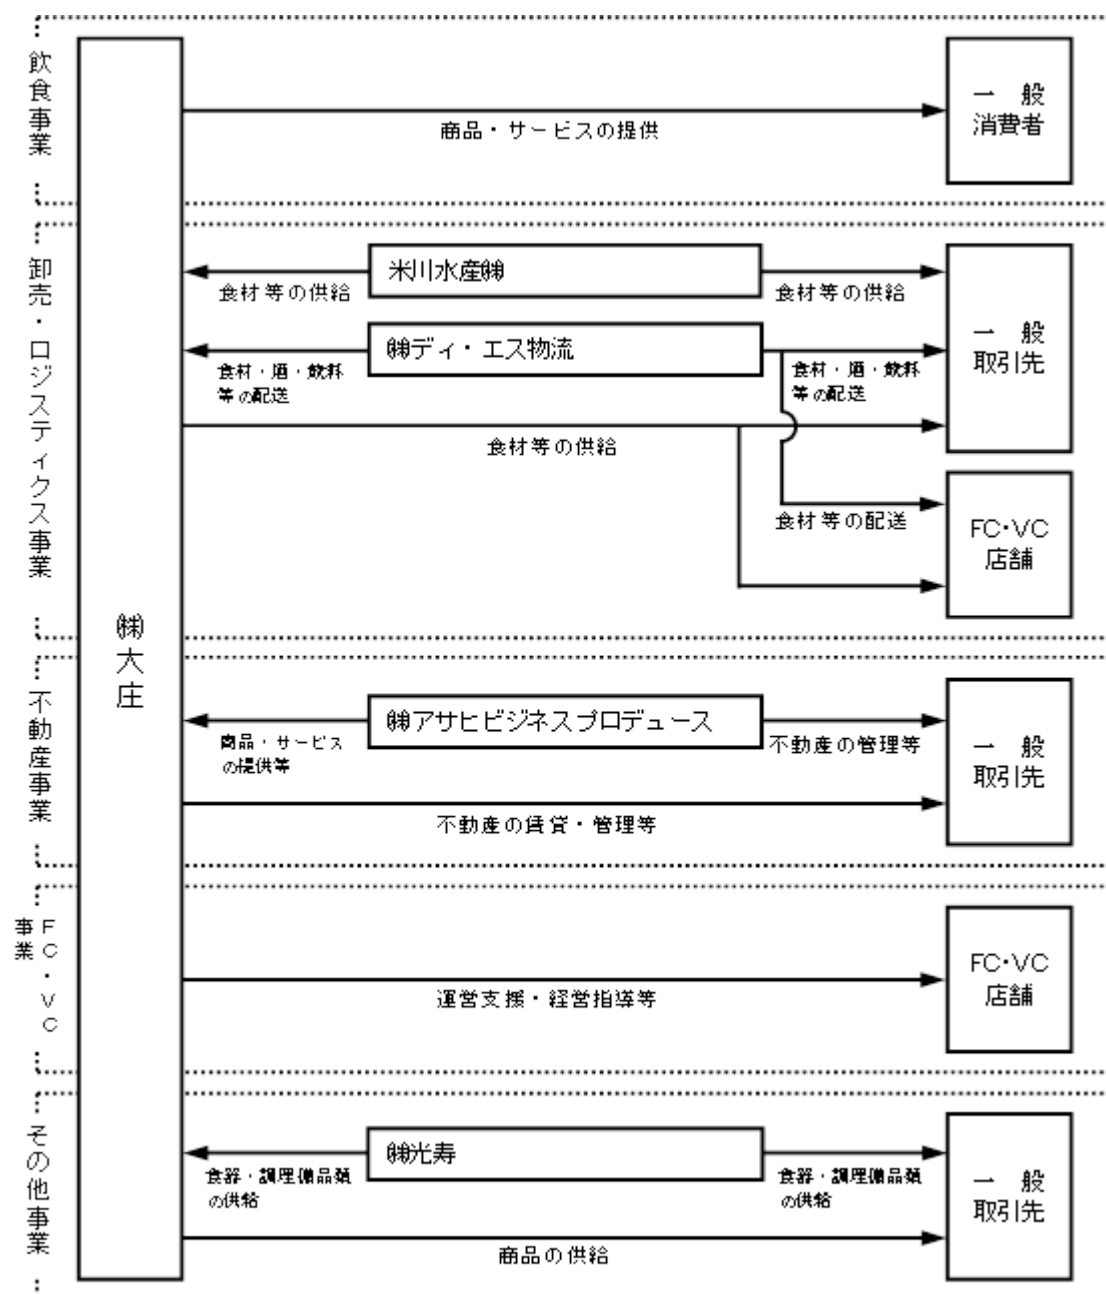 飲食事業
一般
消費者
商品・サービスの提供
卸売・ロジスティクス事業
米川水産㈱
食材等の供給
食材等の供給
㈱ディ・エス物流
食材・酒・飲料
等の配送
食材・酒・飲料
等の配送
一般
取引先
食材等の供給
食材等の配送
FC・VC
店舗
㈱大庄
不動産事業
㈱アサヒビジネスプロデュース
商品・サービス
の提供等
不動産の管理等
一般
取引先
不動産の賃貸・管理等
FC・VC
事業
運営支援・経営指導等
FC・VC
店舗
その他事業
㈱光寿
食器・調理備品類
の供給
食器・調理備品類
の供給
一般
取引先
商品の供給